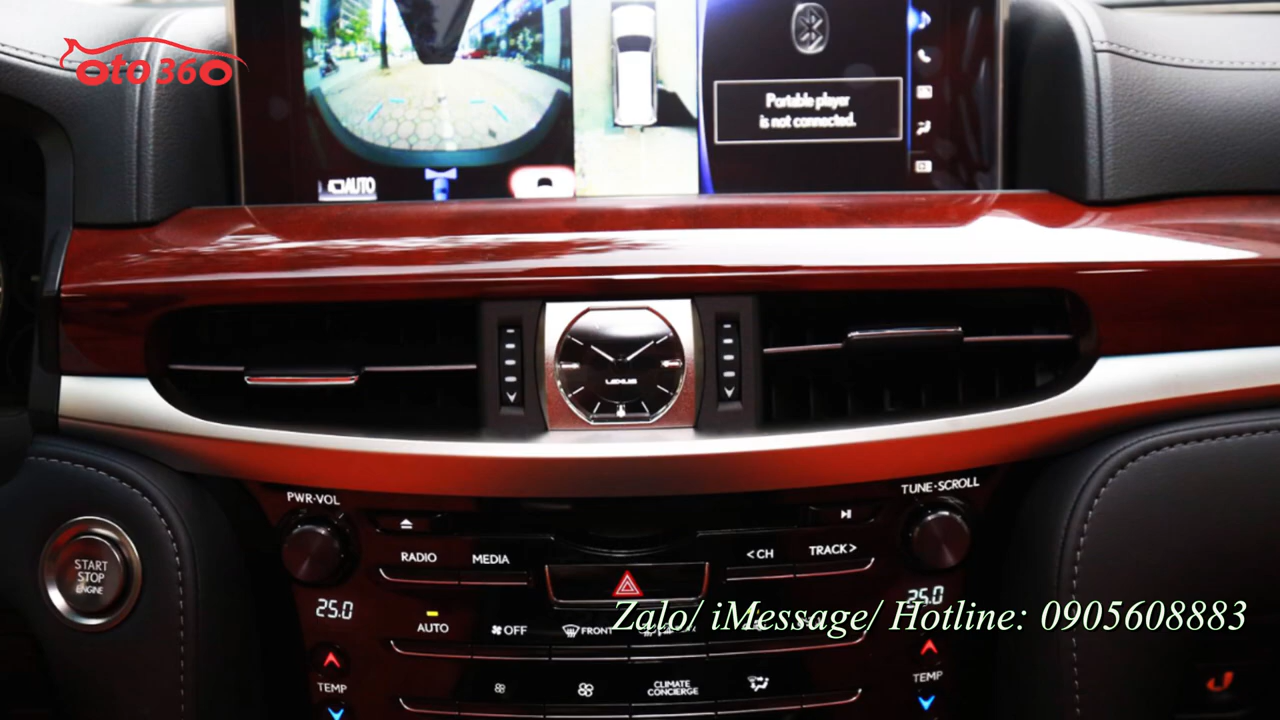 oto360
AUTO
Portable player
is not connected.
LEXUS
PWR·VOL
TUNE·SCROLL
RADIO
MEDIA
< CH
TRACK >
START
STOP
ENGINE
25.0
25.0
AUTO
OFF
FRONT
Zalo/ iMessage/ Hotline: 0905608883
TEMP
CLIMATE
CONCIERGE
TEMP